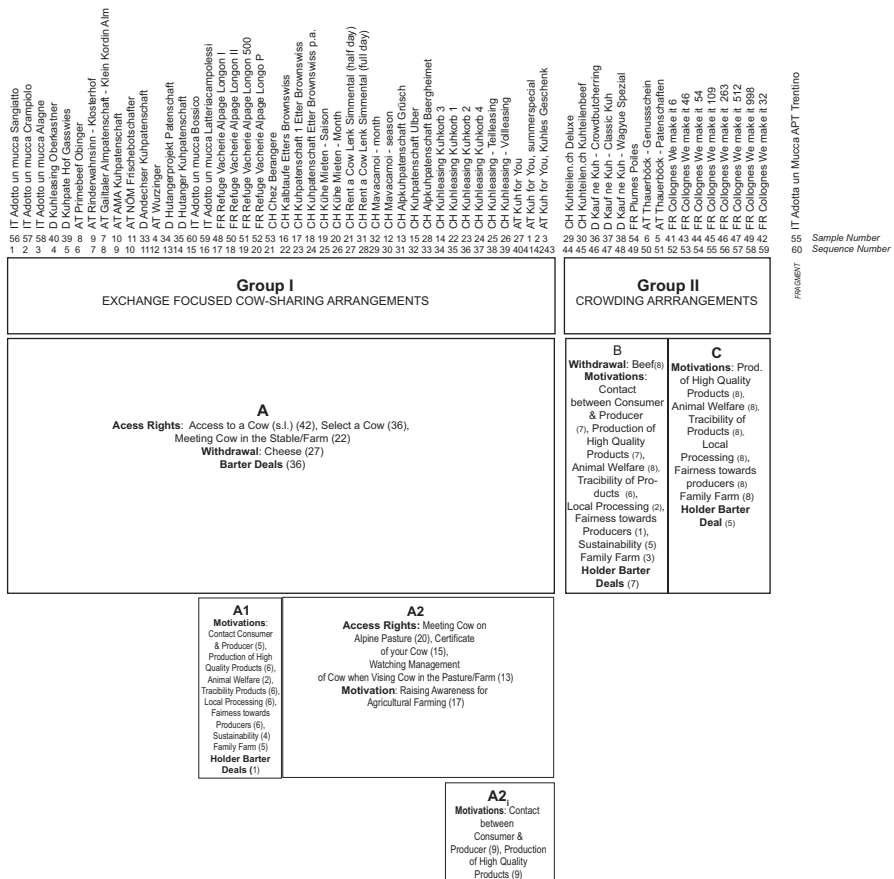 IT Adotto un mucca Sangiatto
IT Adotto un mucca Crampiolo
IT Adotto un mucca Alagne
D Kuhleasing Oberkastner
D Kuhpate Hof Gasswies
AT Primebeef Obinger
AT Rinderwahnsinn - Klosterhof
AT Gailtaler Almpatenschaft - Klein Kordin Alm
AT AMA Kuhpatenschaft
AT NÖM Frischebotschafter
D Andechser Kuhpatenschaft
AT Wurzinger
D Hutangerprojekt Patenschaft
D Hutanger Kuhpatenschaft
IT Adotto un mucca Bossico
IT Adotto un mucca Latteriacampolessi
FR Refuge Vacherie Alpage Longon I
FR Refuge Vacherie Alpage Longon II
FR Refuge Vacherie Alpage Longon 500
FR Refuge Vacherie Alpage Longo P
CH Chez Berangere
CH Kalbtaufe Etters Brownswiss
CH Kuhpatenschaft 1 Etter Brownswiss
CH Kuhpatenschaft Etter Brownswiss p.a.
CH Kühe Mieten - Saison
CH Kühe Mieten - Month
CH Rent a Cow Lenk Simmental (half day)
CH Rent a Cow Lenk Simmental (full day)
CH Mavacamoi - month
CH Mavacamoi - season
CH Alpkuhpatenschaft Grüsch
CH Kuhpatenschaft Ulber
CH Alpkuhpatenschaft Baergheimet
CH Kuhleasing Kuhkorb 3
CH Kuhleasing Kuhkorb 1
CH Kuhleasing Kuhkorb 2
CH Kuhleasing Kuhkorb 4
CH Kuhleasing - Teilleasing
CH Kuhleasing - Vollleasing
AT Kuh for You
AT Kuh for You, summerspecial
AT Kuh for You, Kuhles Geschenk
CH Kuhteilen.ch Deluxe
CH Kuhteilen.ch Kuhteilenbeef
D Kauf ne Kuh - Crowdbutcherring
D Kauf ne Kuh - Classic Kuh
D Kauf ne Kuh - Wagyue Spezial
FR Plumes Poiles
AT Thauerböck - Genussschein
AT Thauerböck - Patenschaften
FR Collognes We make it 6
FR Collognes We make it 46
FR Collognes We make it 54
FR Collognes We make it 109
FR Collognes We make it 263
FR Collognes We make it 512
FR Collognes We make it 998
FR Collognes We make it 32
IT Adotta un Mucca APT Trentino
56 57 58 40 39 8 9 7 10 11 33 4 34 35 60 59 48 50 51 52 53 16 17 18 19 20 21 31 32 12 13 15 28 14 22 23 24 25 26 27 1 2 3 29 30 36 37 38 54 6 5 41 43 44 45 46 47 49 42 55 Sample Number
1 2 3 4 5 6 7 8 9 10 11 12 13 14 15 16 17 18 19 20 21 22 23 24 25 26 27 28 29 30 31 32 33 34 35 36 37 38 39 40 41 42 43 44 45 46 47 48 49 50 51 52 53 54 55 56 57 58 59 60 Sequence Number
FRAGMENT
Group I
EXCHANGE FOCUSED COW-SHARING ARRANGEMENTS
Group II
CROWDING ARRRANGEMENTS
A
Acess Rights: Access to a Cow (s.l.) (42), Select a Cow (36),
Meeting Cow in the Stable/Farm (22)
Withdrawal: Cheese (27)
Barter Deals (36)
B
Withdrawal: Beef(8)
Motivations:
Contact
between Consumer
& Producer
(7), Production of
High Quality
Products (7),
Animal Welfare (8),
Tracibility of Pro-
ducts (6),
Local Processing (2),
Fairness towards
Producers (1),
Sustainability (5)
Family Farm (3)
Holder Barter
Deals (7)
C
Motivations: Prod.
of High Quality
Products (8),
Animal Welfare (8),
Tracibility of
Products (8),
Local
Processing (8),
Fairness towards
producers (8)
Family Farm (8)
Holder Barter
Deal (5)
A1
Motivations:
Contact Consumer
& Producer (5),
Production of High
Quality Products (6),
Animal Welfare (2),
Tracibility Products (6),
Local Processing (6),
Fairness towards
Producers (6),
Sustainability (4)
Family Farm (5)
Holder Barter
Deals (1)
A2
Access Rights: Meeting Cow on
Alpine Pasture (20), Certificate
of your Cow (15),
Watching Management
of Cow when Vising Cow in the Pasture/Farm (13)
Motivation: Raising Awareness for
Agricultural Farming (17)
A2i
Motivations: Contact
between
Consumer &
Producer (9), Production
of High Quality
Products (9)